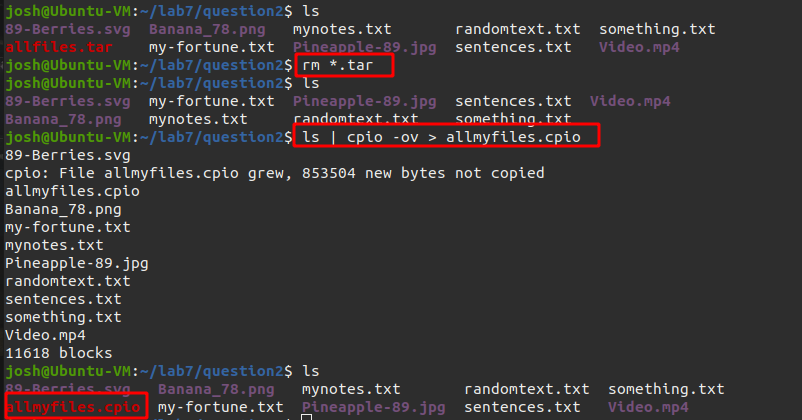 josh@Ubuntu-VM:~/lab7/question2$ ls
89-Berries.svg Banana_78.png mynotes.txt randomtext.txt something.txt
allfiles.tar my-fortune.txt Pineapple-89.jpg sentences.txt Video.mp4
josh@Ubuntu-VM:~/lab7/question2$ rm *.tar
josh@Ubuntu-VM:~/lab7/question2$ ls
89-Berries.svg my-fortune.txt Pineapple-89.jpg sentences.txt Video.mp4
Banana_78.png mynotes.txt randomtext.txt something.txt
josh@Ubuntu-VM:~/lab7/question2$ ls | cpio -ov > allmyfiles.cpio
89-Berries.svg
cpio: File allmyfiles.cpio grew, 853504 new bytes not copied
allmyfiles.cpio
Banana_78.png
my-fortune.txt
mynotes.txt
Pineapple-89.jpg
randomtext.txt
sentences.txt
something.txt
Video.mp4
11618 blocks
josh@Ubuntu-VM:~/lab7/question2$ ls
89-Berries.svg Banana_78.png mynotes.txt randomtext.txt something.txt
allmyfiles.cpio my-fortune.txt Pineapple-89.jpg sentences.txt Video.mp4